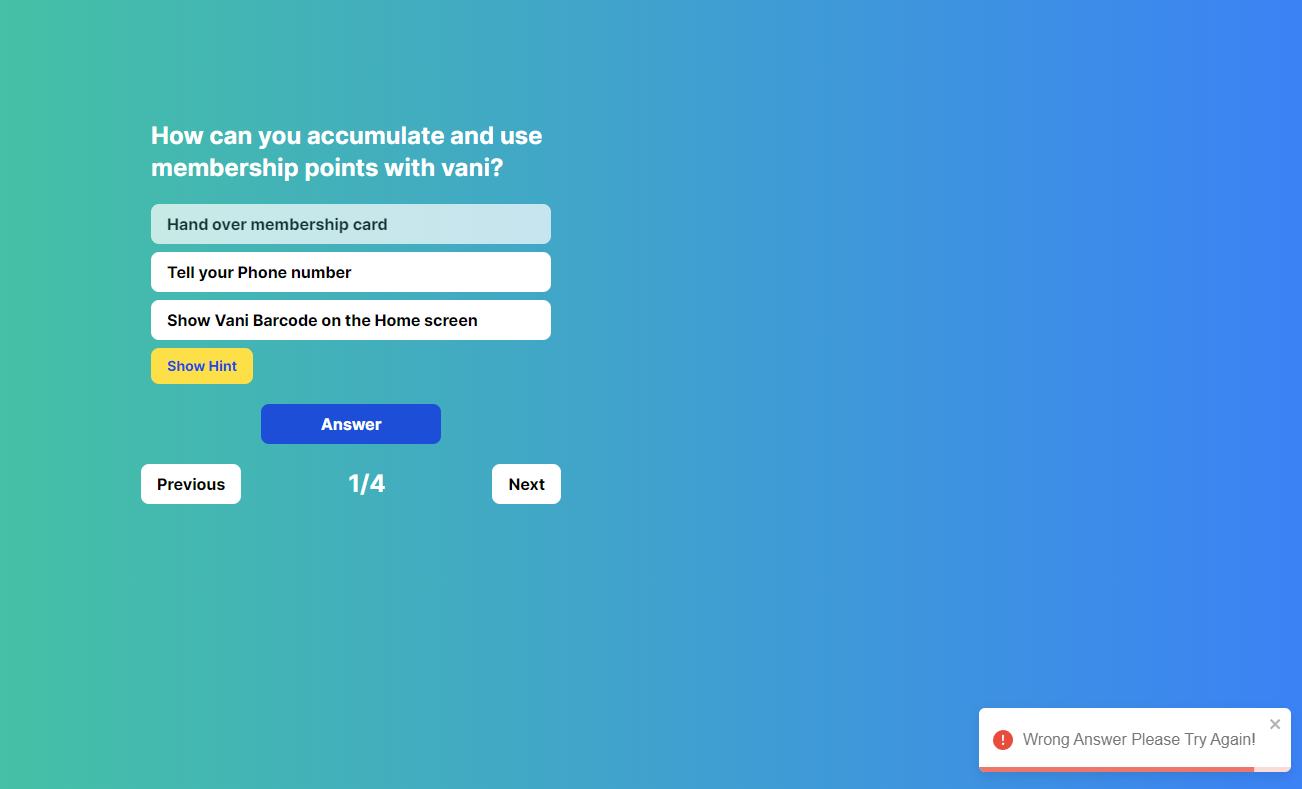 How can you accumulate and use
membership points with vani?
Hand over membership card
Tell your Phone number
Show Vani Barcode on the Home screen
Show Hint
Answer
Previous
1/4
Next
Wrong Answer Please Try Again!